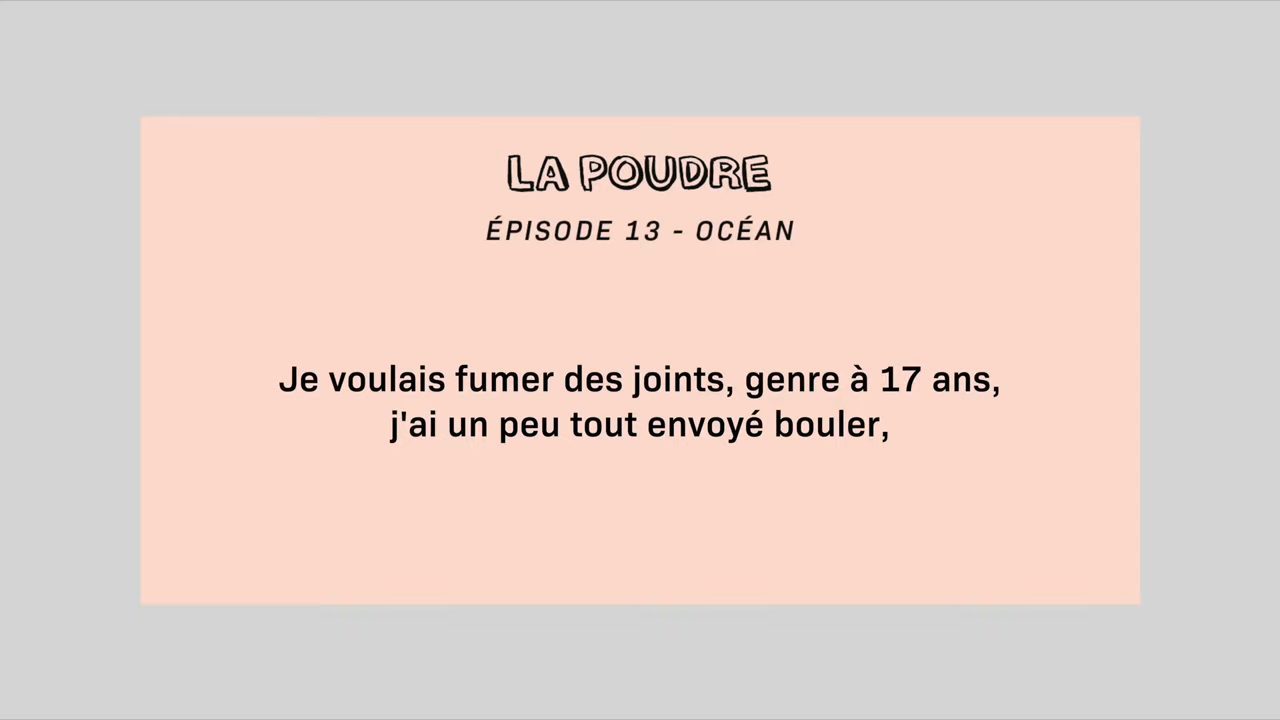 LA POUDRE
ÉPISODE 13 - OCÉAN
Je voulais fumer des joints, genre à 17 ans,
j'ai un peu tout envoyé bouler,